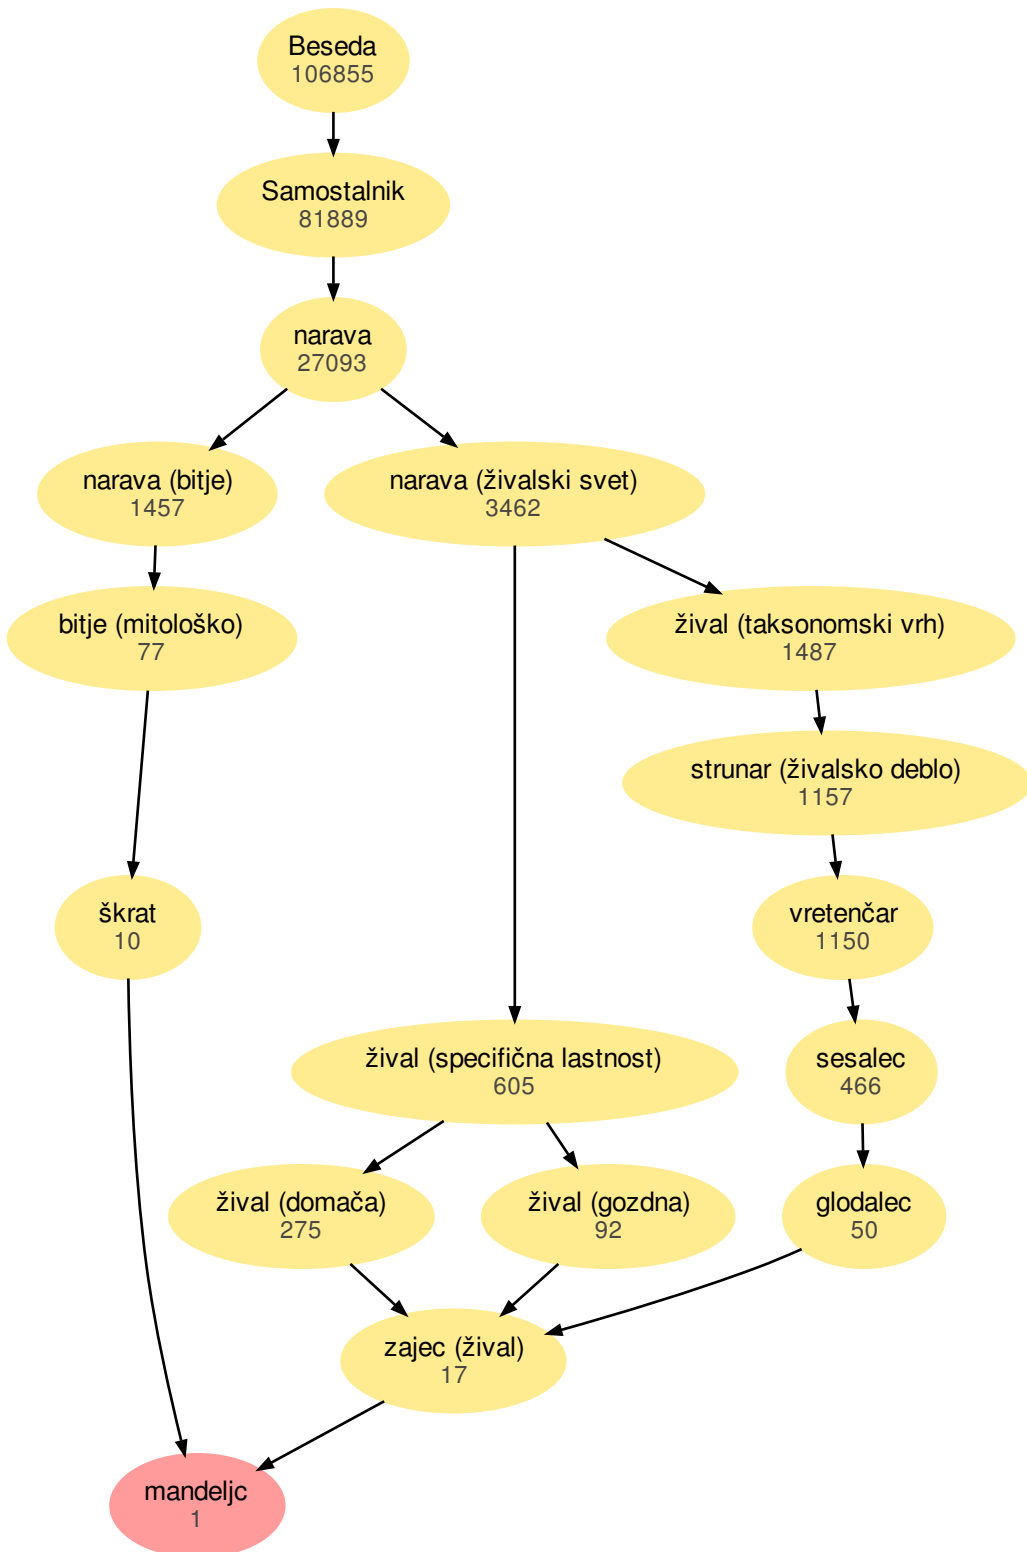 Beseda
106855
Samostalnik
81889
narava
27093
narava (bitje)
1457
narava (živalski svet)
3462
bitje (mitološko)
77
žival (taksonomski vrh)
1487
strunar (živalsko deblo)
1157
škrat
10
vretenčar
1150
žival (specifična lastnost)
605
sesalec
466
žival (domača)
275
žival (gozdna)
92
glodalec
50
zajec (žival)
17
mandeljc
1